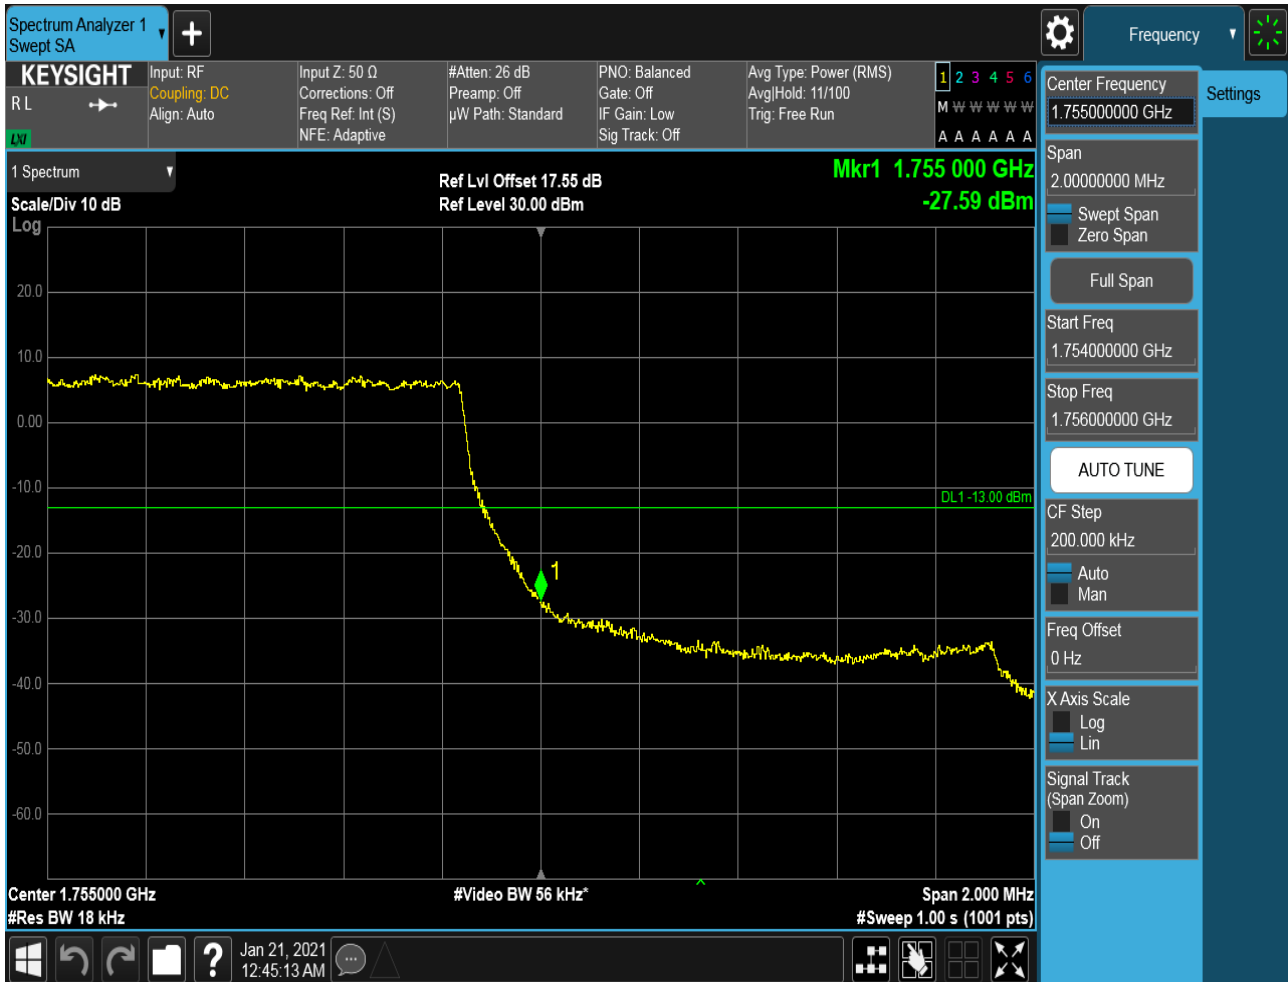 Spectrum Analyzer 1
Swept SA
Frequency
KEYSIGHT
R L
LXI
Input: RF
Coupling: DC
Align: Auto
Input Z: 50 Ω
Corrections: Off
Freq Ref: Int (S)
NFE: Adaptive
#Atten: 26 dB
Preamp: Off
µW Path: Standard
PNO: Balanced
Gate: Off
IF Gain: Low
Sig Track: Off
Avg Type: Power (RMS)
Avg|Hold: 11/100
Trig: Free Run
1 2 3 4 5 6
M W W W W W
A A A A A A
1 Spectrum
Scale/Div 10 dB
Log
Ref Lvl Offset 17.55 dB
Ref Level 30.00 dBm
Mkr1 1.755 000 GHz
-27.59 dBm
20.0
10.0
0.00
-10.0
-20.0
-30.0
-40.0
-50.0
-60.0
DL1 -13.00 dBm
1
Center 1.755000 GHz
#Res BW 18 kHz
#Video BW 56 kHz*
Span 2.000 MHz
#Sweep 1.00 s (1001 pts)
Center Frequency
1.755000000 GHz
Settings
Span
2.00000000 MHz
Swept Span
Zero Span
Full Span
Start Freq
1.754000000 GHz
Stop Freq
1.756000000 GHz
AUTO TUNE
CF Step
200.000 kHz
Auto
Man
Freq Offset
0 Hz
X Axis Scale
Log
Lin
Signal Track
(Span Zoom)
On
Off
?
Jan 21, 2021
12:45:13 AM